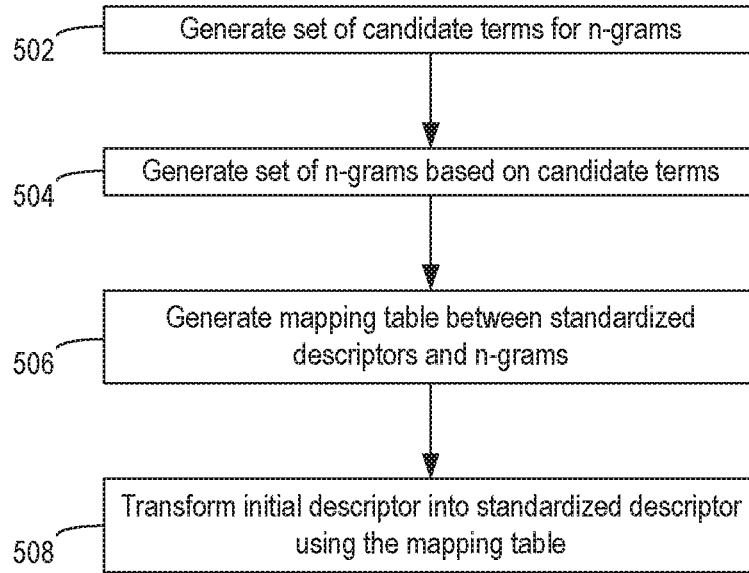 Generate set of candidate terms for n-grams
502
Generate set of n-grams based on candidate terms
504
Generate mapping table between standardized
descriptors and n-grams
506
Transform initial descriptor into standardized descriptor
using the mapping table
508